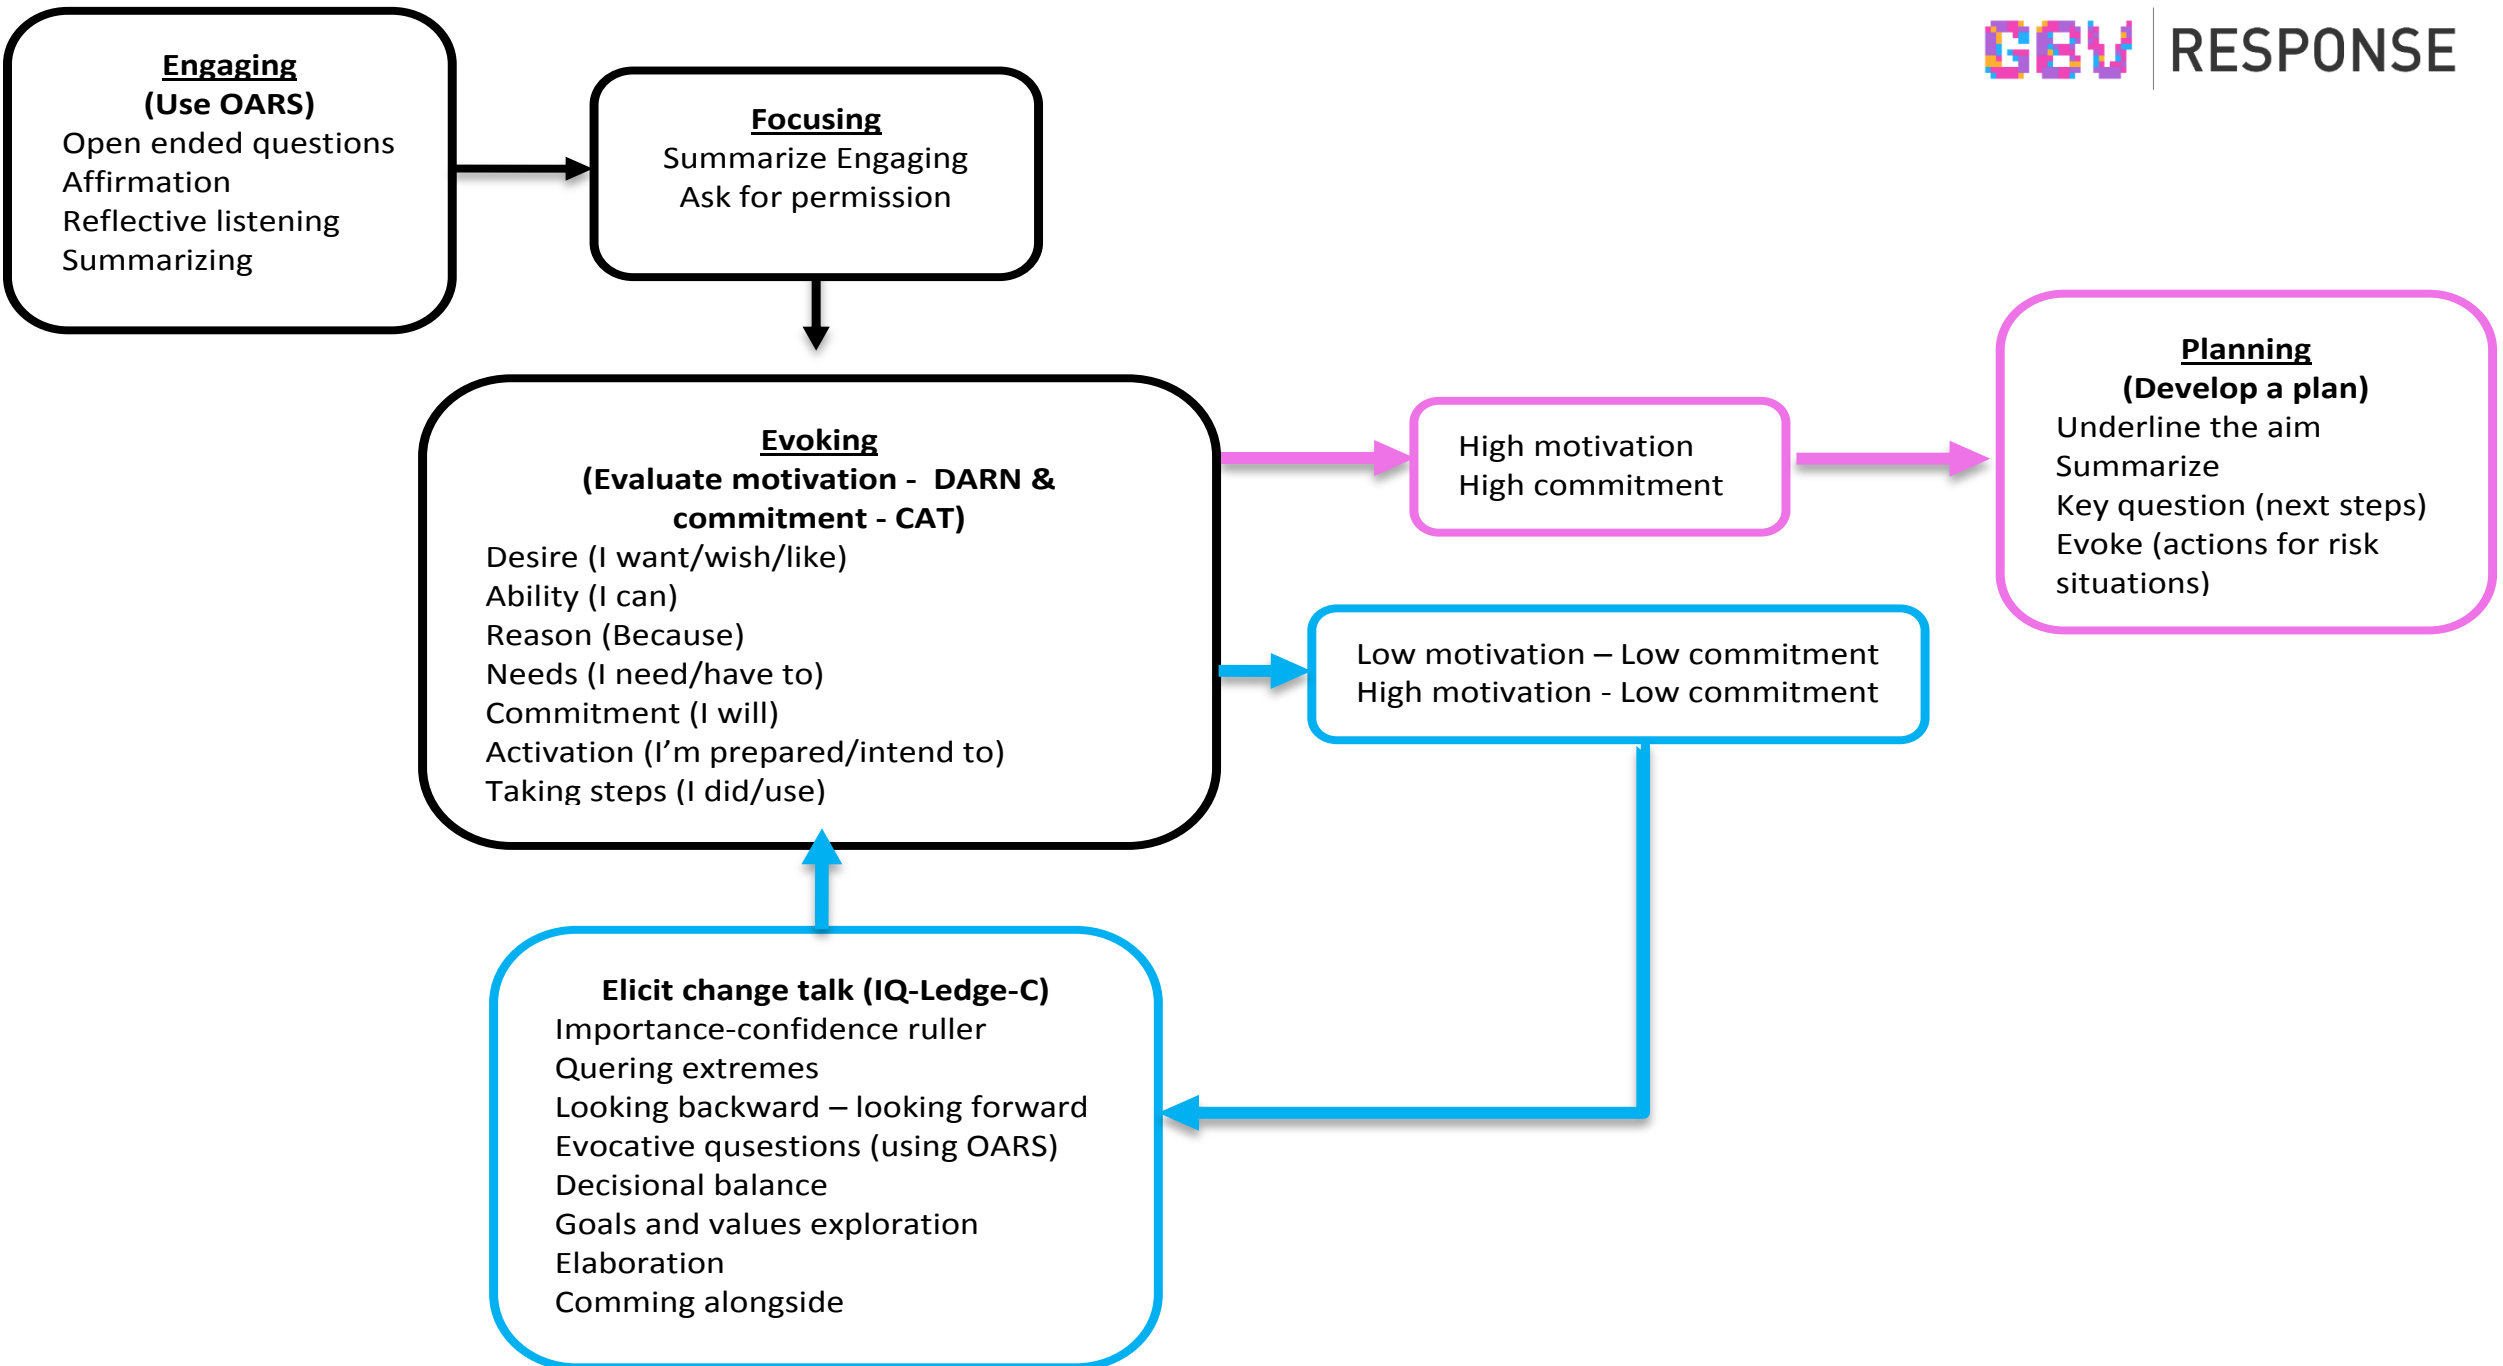 GBV RESPONSE
Engaging
(Use OARS)
Open ended questions
Affirmation
Reflective listening
Summarizing
Focusing
Summarize Engaging
Ask for permission
Evoking
(Evaluate motivation - DARN &
commitment - CAT)
Desire (I want/wish/like)
Ability (I can)
Reason (Because)
Needs (I need/have to)
Commitment (I will)
Activation (I’m prepared/intend to)
Taking steps (I did/use)
High motivation
High commitment
Planning
(Develop a plan)
Underline the aim
Summarize
Key question (next steps)
Evoke (actions for risk
situations)
Low motivation – Low commitment
High motivation - Low commitment
Elicit change talk (IQ-Ledge-C)
Importance-confidence ruller
Quering extremes
Looking backward – looking forward
Evocative qusestions (using OARS)
Decisional balance
Goals and values exploration
Elaboration
Comming alongside